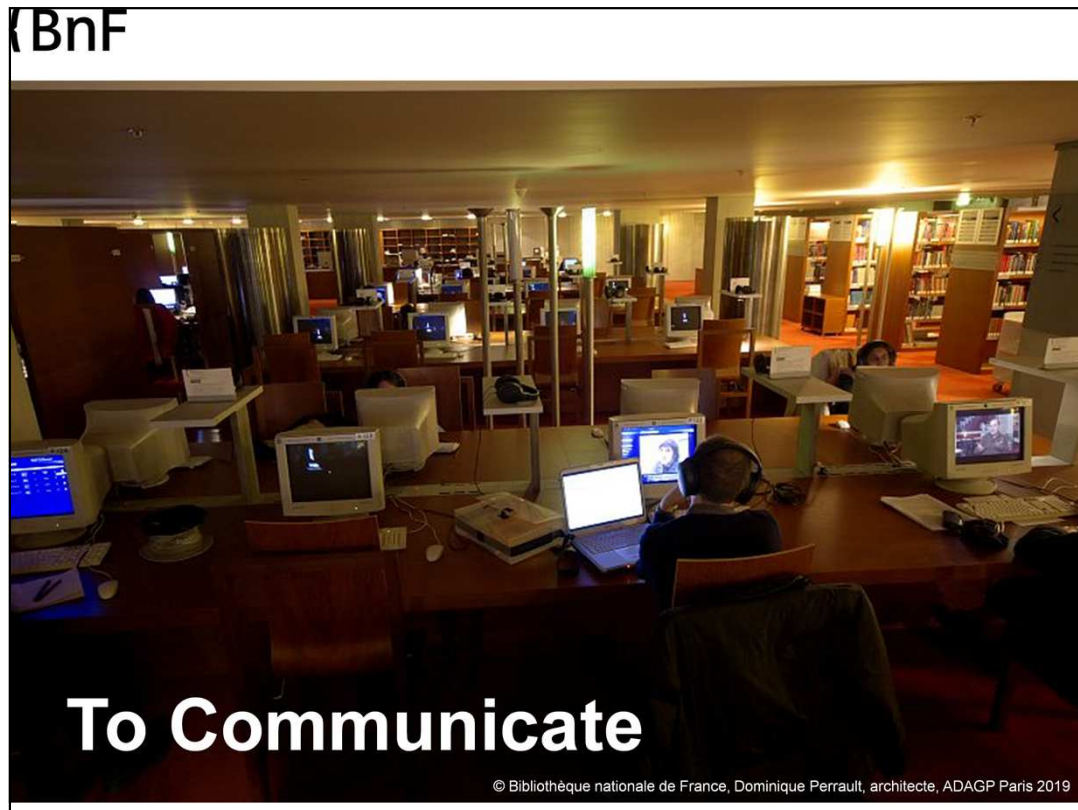 BnF
To Communicate
© Bibliothèque nationale de France, Dominique Perrault, architecte, ADAGP Paris 2019